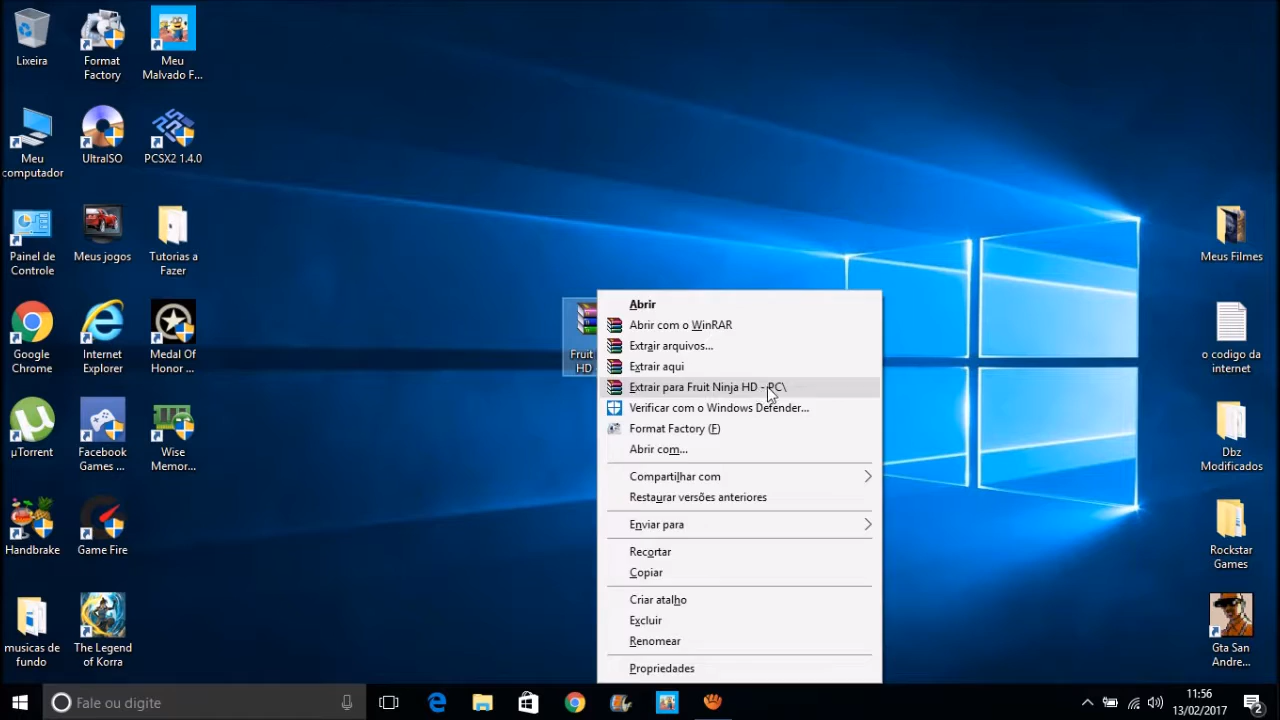 Lixeira
Format
Factory
Meu
Malvado F...
Meu
computador
UltraISO
PCSX2 1.4.0
Painel de
Controle
Meus jogos
Tutorias a
Fazer
Google
Chrome
Internet
Explorer
Medal Of
Honor ...
µTorrent
Facebook
Games ...
Wise
Memor...
Handbrake
Game Fire
musicas de
fundo
The Legend
of Korra
Fruit
HD
Abrir
Abrir com o WinRAR
Extrair arquivos...
Extrair aqui
Extrair para Fruit Ninja HD - PC\
Verificar com o Windows Defender...
Format Factory (F)
Abrir com...
Compartilhar com
Restaurar versões anteriores
Enviar para
Recortar
Copiar
Criar atalho
Excluir
Renomear
Propriedades
Meus Filmes
o codigo da
internet
Dbz
Modificados
Rockstar
Games
Gta San
Andre...
Fale ou digite
11:56
13/02/2017
2